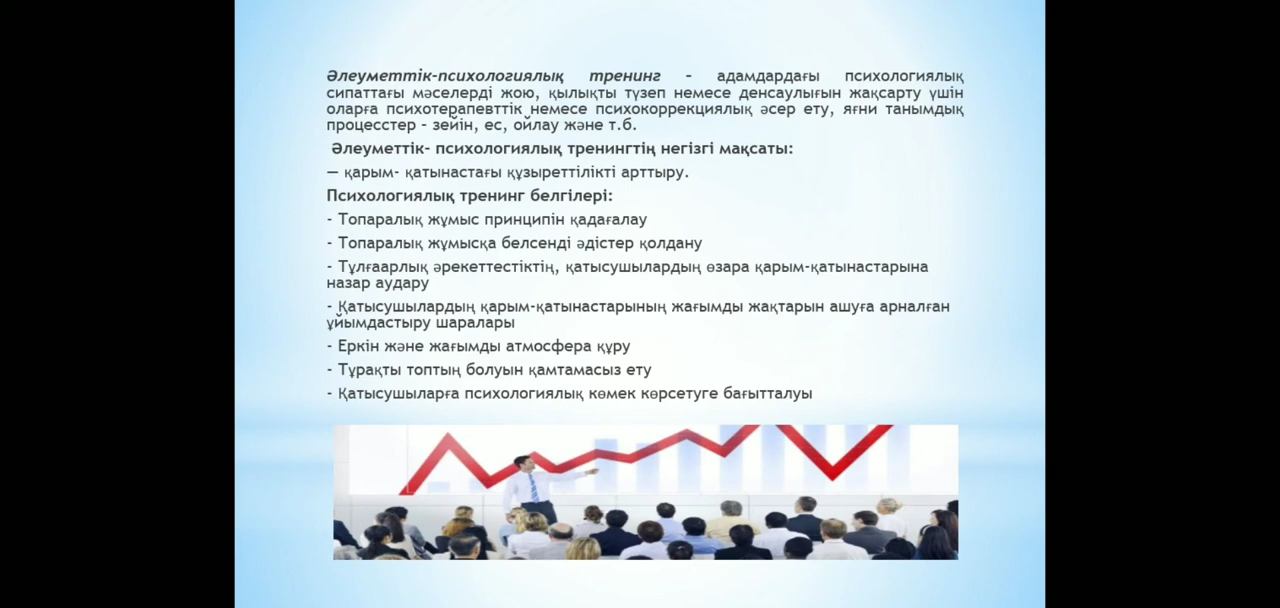 Әлеуметтік-психологиялық тренинг – адамдардағы психологиялық
сипаттағы мәселерді жою, қылықты түзеп немесе денсаулығын жақсарту үшін
оларға психотерапевттік немесе психокоррекциялық әсер ету, яғни танымдық
процесстер – зейін, ес, ойлау және т.б.
Әлеуметтік- психологиялық тренингтің негізгі мақсаты:
— қарым- қатынастағы құзыреттілікті арттыру.
Психологиялық тренинг белгілері:
- Топаралық жұмыс принципін қадағалау
- Топаралық жұмысқа белсенді әдістер қолдану
- Тұлғаарлық әрекеттестіктің, қатысушылардың өзара қарым-қатынастарына
назар аудару
- Қатысушылардың қарым-қатынастарының жағымды жақтарын ашуға арналған
ұйымдастыру шаралары
- Еркін және жағымды атмосфера құру
- Тұрақты топтың болуын қамтамасыз ету
- Қатысушыларға психологиялық көмек көрсетуге бағытталуы